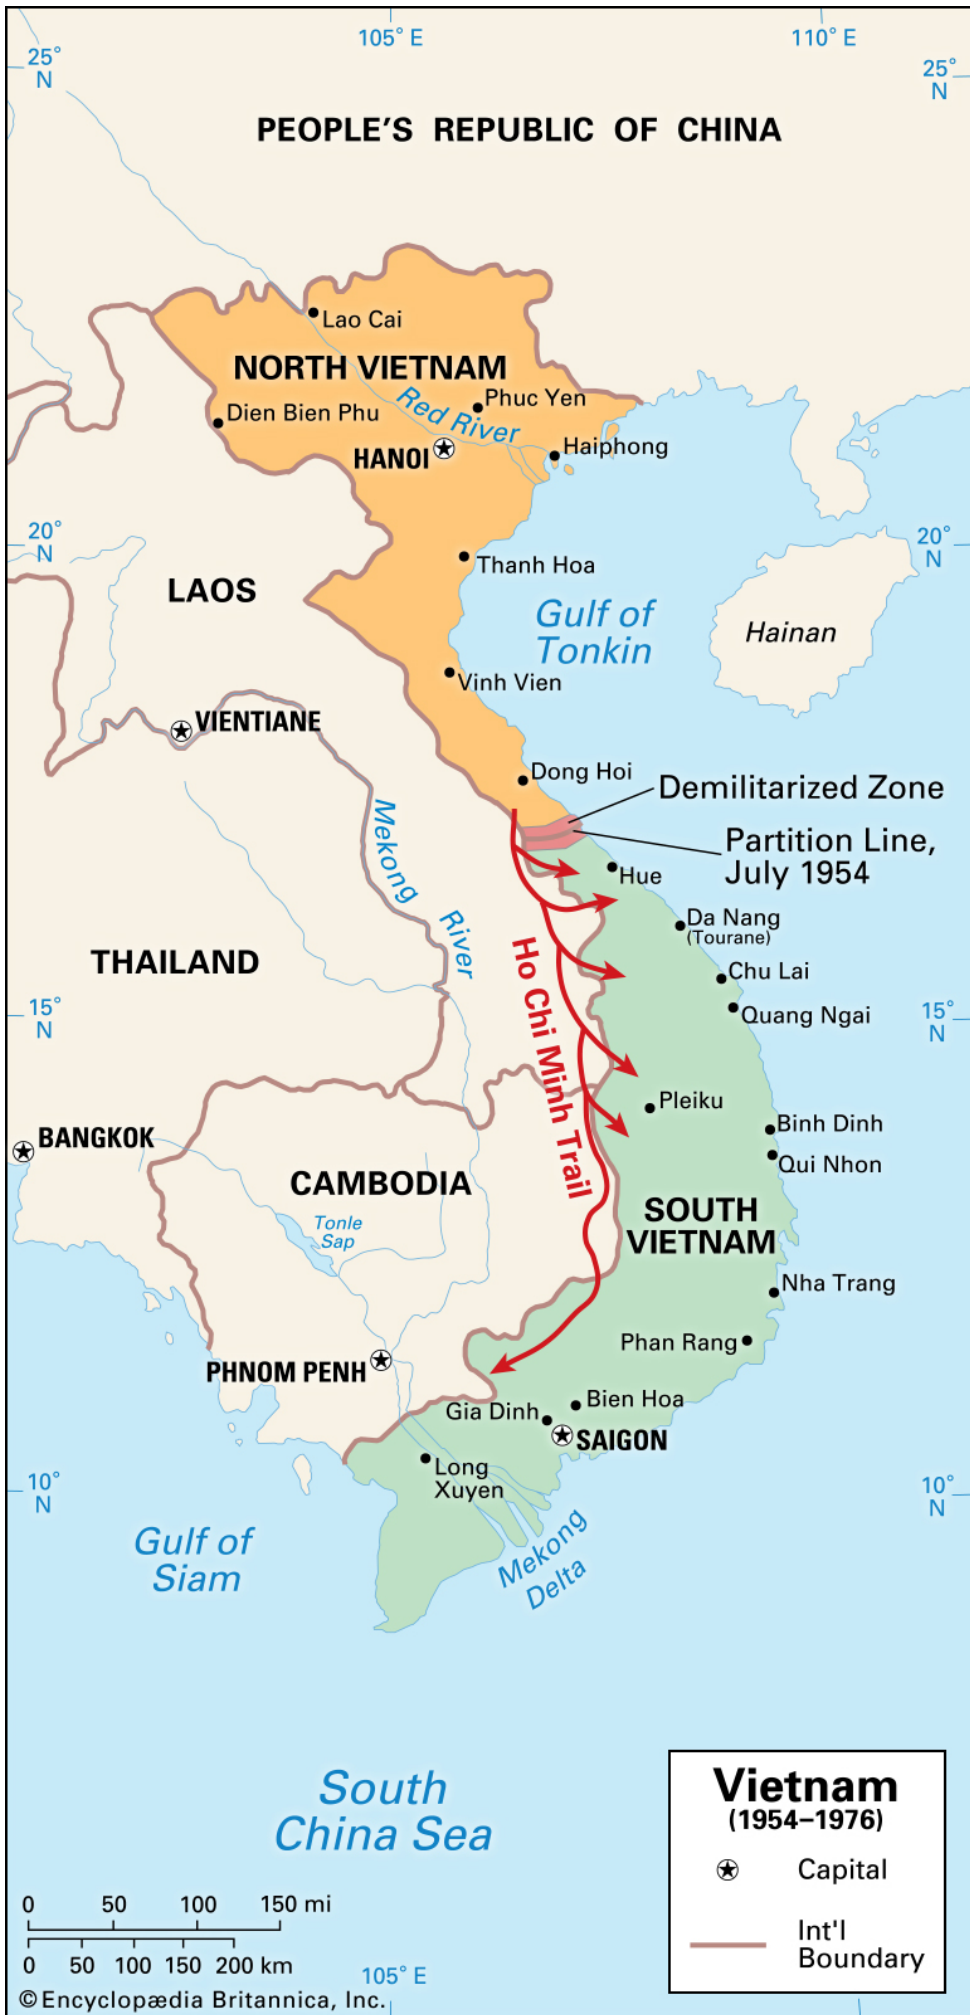 105° E
110° E
25°
N
25°
N
PEOPLE'S REPUBLIC OF CHINA
Lao Cai
NORTH VIETNAM
Red River
Phuc Yen
Dien Bien Phu
HANOI
Haiphong
20°
N
20°
N
Thanh Hoa
LAOS
Gulf of
Tonkin
Hainan
Vinh Vien
VIENTIANE
Dong Hoi
Demilitarized Zone
Partition Line,
July 1954
Mekong
River
Hue
Da Nang
(Tourane)
THAILAND
Ho Chi Minh Trail
Chu Lai
Quang Ngai
15°
N
15°
N
Pleiku
BANGKOK
Binh Dinh
Qui Nhon
CAMBODIA
Tonle
Sap
SOUTH
VIETNAM
Nha Trang
Phan Rang
PHNOM PENH
Bien Hoa
Gia Dinh
SAIGON
Long
Xuyen
10°
N
10°
N
Gulf of
Siam
Mekong
Delta
South
China Sea
Vietnam
(1954–1976)
Capital
Int'l
Boundary
0 50 100 150 mi
0 50 100 150 200 km
105° E
© Encyclopædia Britannica, Inc.